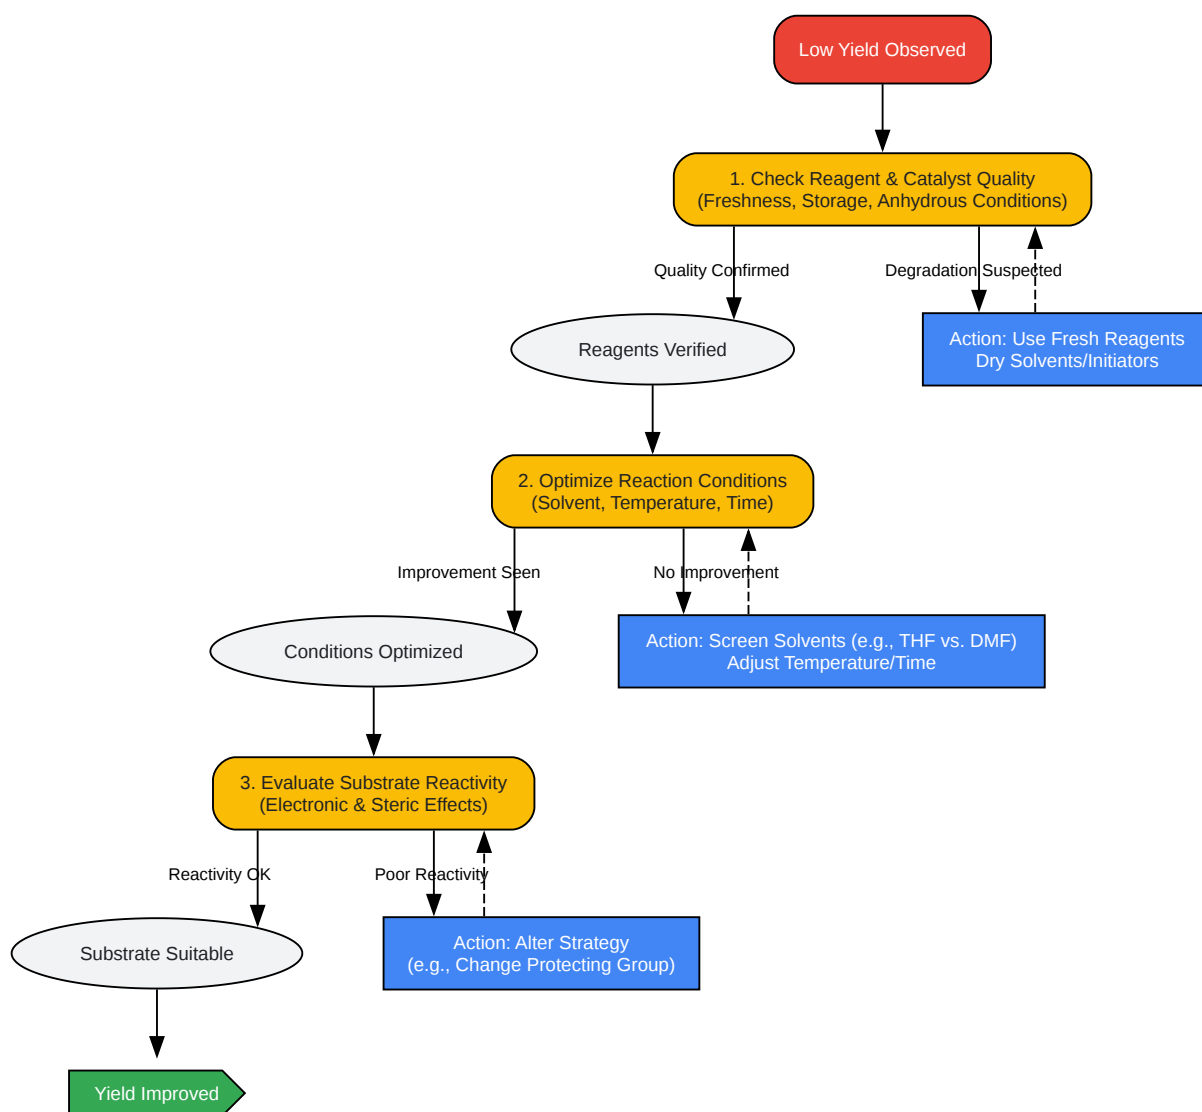 Low Yield Observed
1. Check Reagent & Catalyst Quality
(Freshness, Storage, Anhydrous Conditions)
Quality Confirmed
Degradation Suspected
Reagents Verified
Action: Use Fresh Reagents
Dry Solvents/Initiators
2. Optimize Reaction Conditions
(Solvent, Temperature, Time)
Improvement Seen
No Improvement
Conditions Optimized
Action: Screen Solvents (e.g., THF vs. DMF)
Adjust Temperature/Time
3. Evaluate Substrate Reactivity
(Electronic & Steric Effects)
Reactivity OK
Poor Reactivity
Substrate Suitable
Action: Alter Strategy
(e.g., Change Protecting Group)
Yield Improved